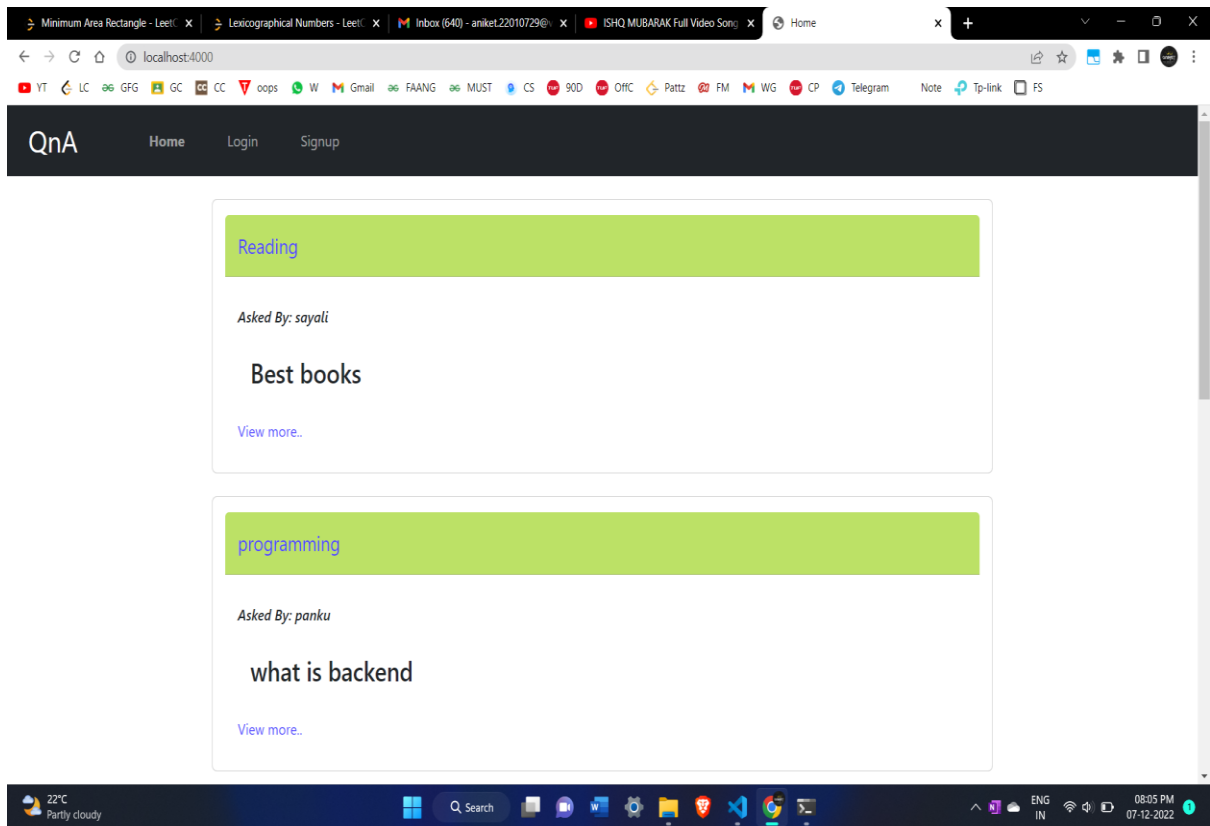 Minimum Area Rectangle - LeetC Lexicographical Numbers - LeetC Inbox (640) - aniket.22010729@v ISHQ MUBARAK Full Video Song Home
localhost:4000
YT LC GFG GC CC oops W Gmail FAANG MUST CS 90D OffC Pattz FM WG CP Telegram Note Tp-link FS
QnA Home Login Signup
Reading
Asked By: sayali
Best books
View more..
programming
Asked By: panku
what is backend
View more..
22°C
Partly cloudy
Search
ENG
IN
08:05 PM
07-12-2022
1